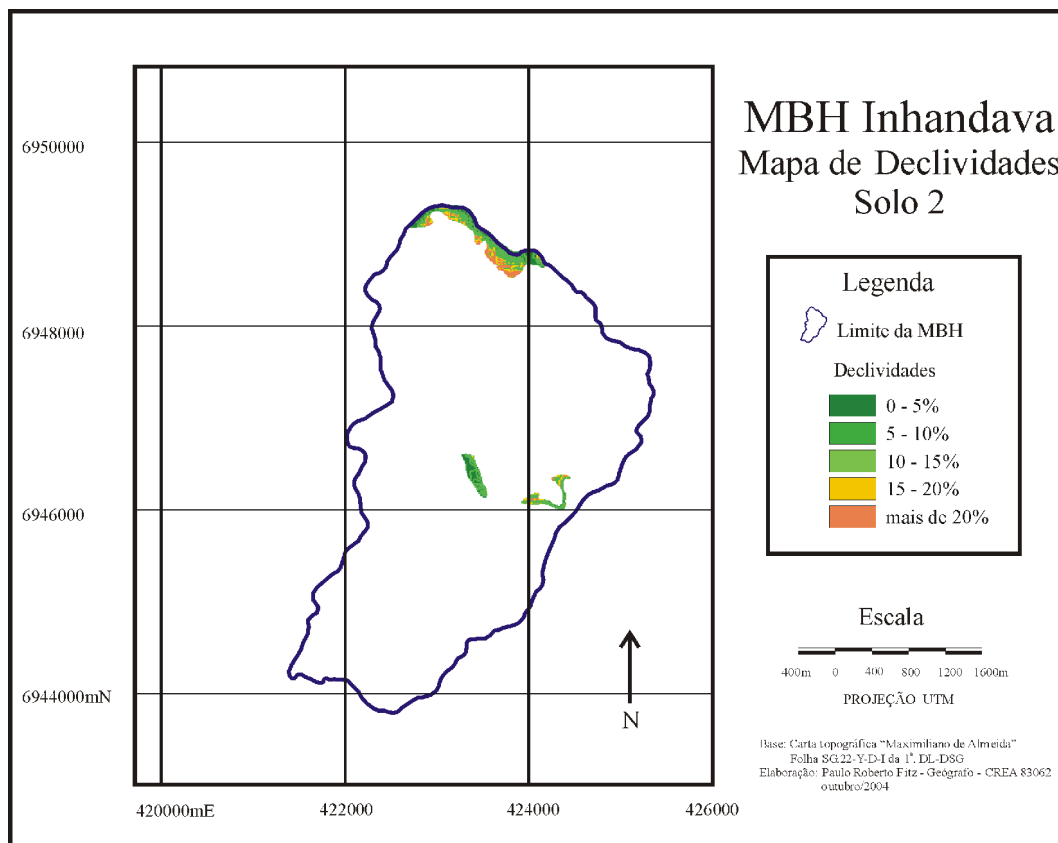 MBH Inhandava
Mapa de Declividades
Solo 2
6950000
6948000
6946000
6944000mN
420000mE
422000
424000
426000
N
Legenda
Limite da MBH
Declividades
0 - 5%
5 - 10%
10 - 15%
15 - 20%
mais de 20%
Escala
400m 0 400 800 1200 1600m
PROJEÇÃO UTM
Base: Carta topográfica “Maximiliano de Almeida”
Folha SG.22-Y-D-I da 1ª. DL-DSG
Elaboração: Paulo Roberto Fitz - Geógrafo - CREA 83062
outubro/2004